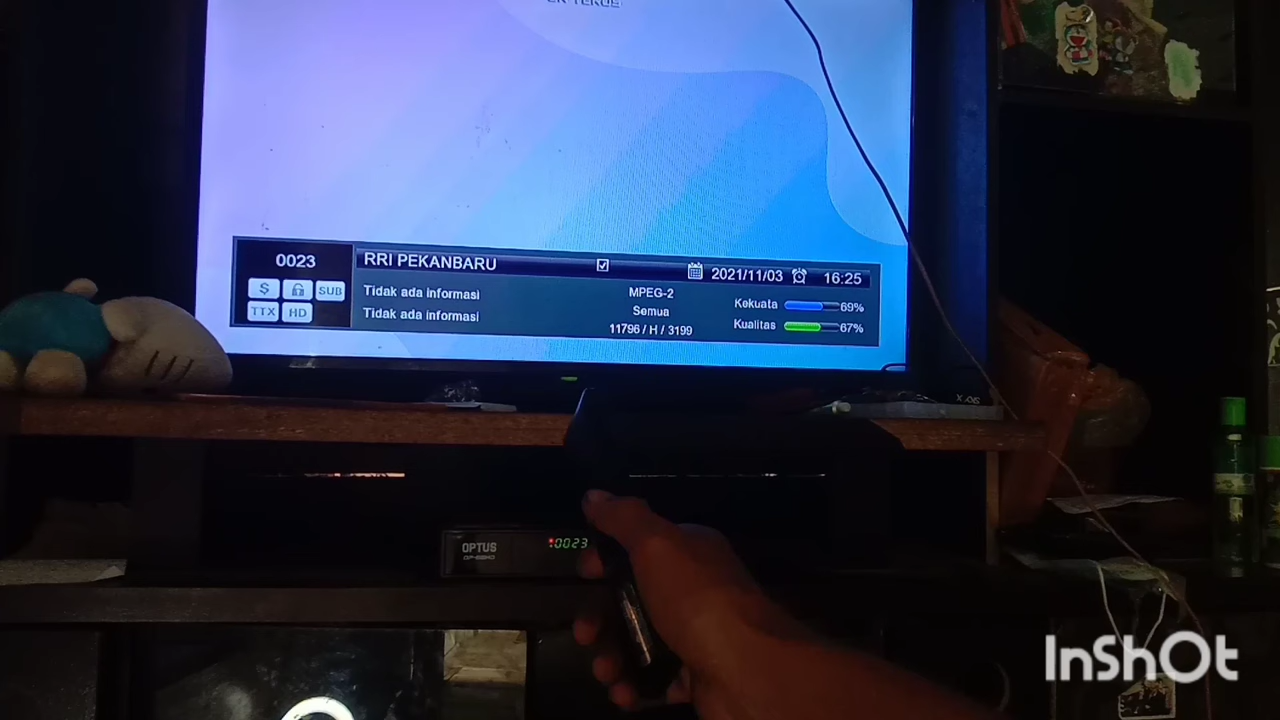 0023
RRI PEKANBARU
2021/11/03
16:25
$
SUB
TTX HD
Tidak ada informasi
Tidak ada informasi
MPEG-2
Semua
11796 / H / 3199
Kekuata 69%
Kualitas 67%
OPTUS
0023
InShOt